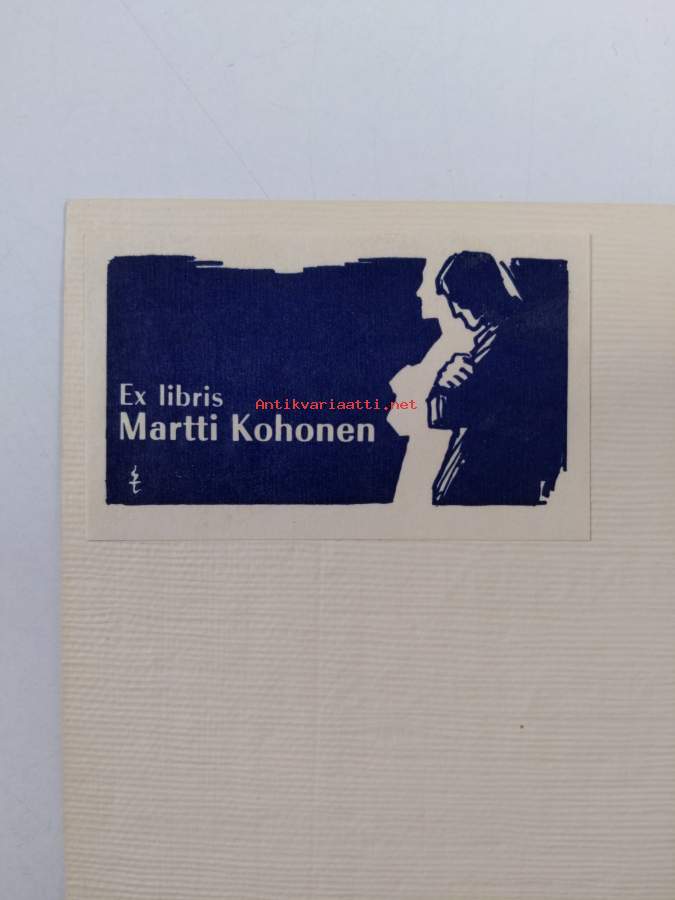 Ex libris
Antikvariaatti.net
Martti Kohonen